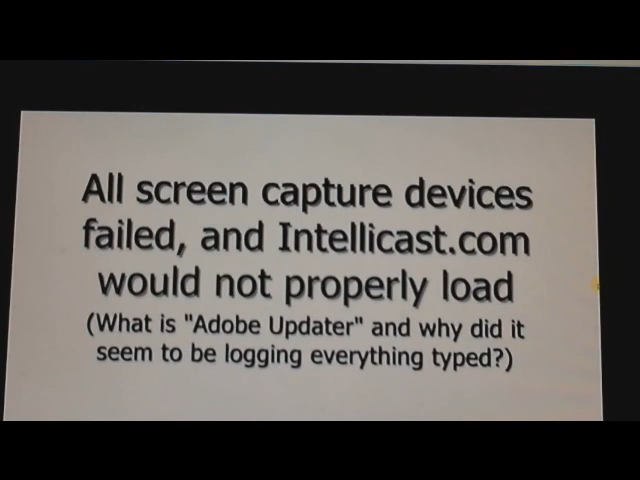 All screen capture devices
failed, and Intellicast.com
would not properly load
(What is "Adobe Updater" and why did it
seem to be logging everything typed?)